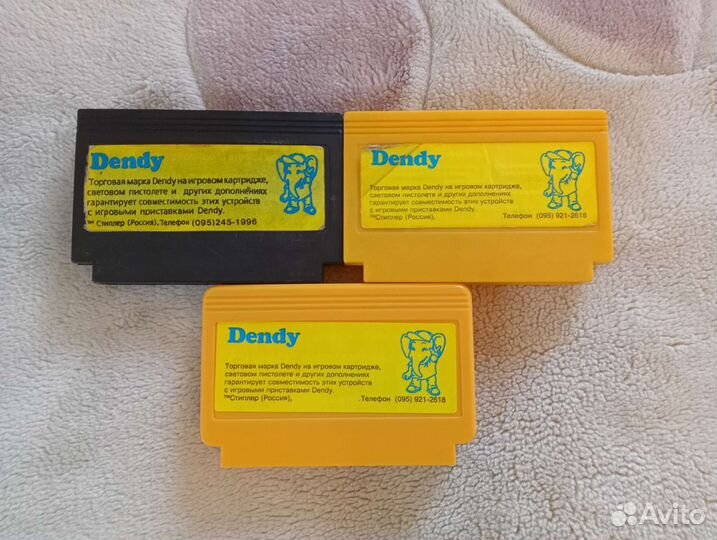 Dendy
Торговая марка Dendy на игровом картридже,
световом пистолете и других дополнениях
гарантирует совместимость этих устройств
с игровыми приставками Dendy.
™ Стиплер (Россия). Телефон (095)245-1996
Dendy
Торговая марка Dendy на игровом картридже,
световом пистолете и других дополнениях
гарантирует совместимость этих устройств
с игровыми приставками Dendy.
™Стиплер (Россия), Телефон (095) 921-2618
Dendy
Торговая марка Dendy на игровом картридже,
световом пистолете и других дополнениях
гарантирует совместимость этих устройств
с игровыми приставками Dendy.
™Стиплер (Россия), .Телефон (095) 921-2618
Avito